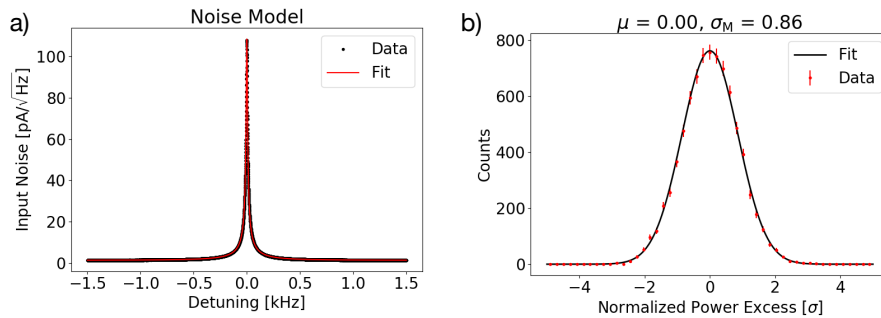 a)
Noise Model
Input Noise [pA/√Hz]
100
80
60
40
20
0
Data
Fit
−1.5 −1.0 −0.5 0.0 0.5 1.0 1.5
Detuning [kHz]
b)
μ = 0.00, σM = 0.86
Counts
800
600
400
200
0
Fit
Data
−4 −2 0 2 4
Normalized Power Excess [σ]